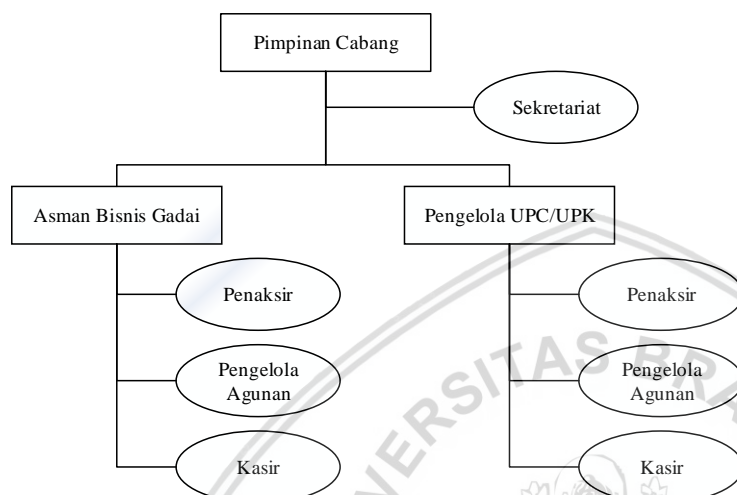 Pimpinan Cabang
Sekretariat
Asman Bisnis Gadai
Pengelola UPC/UPK
Penaksir
Penaksir
Pengelola
Agunan
Pengelola
Agunan
Kasir
Kasir